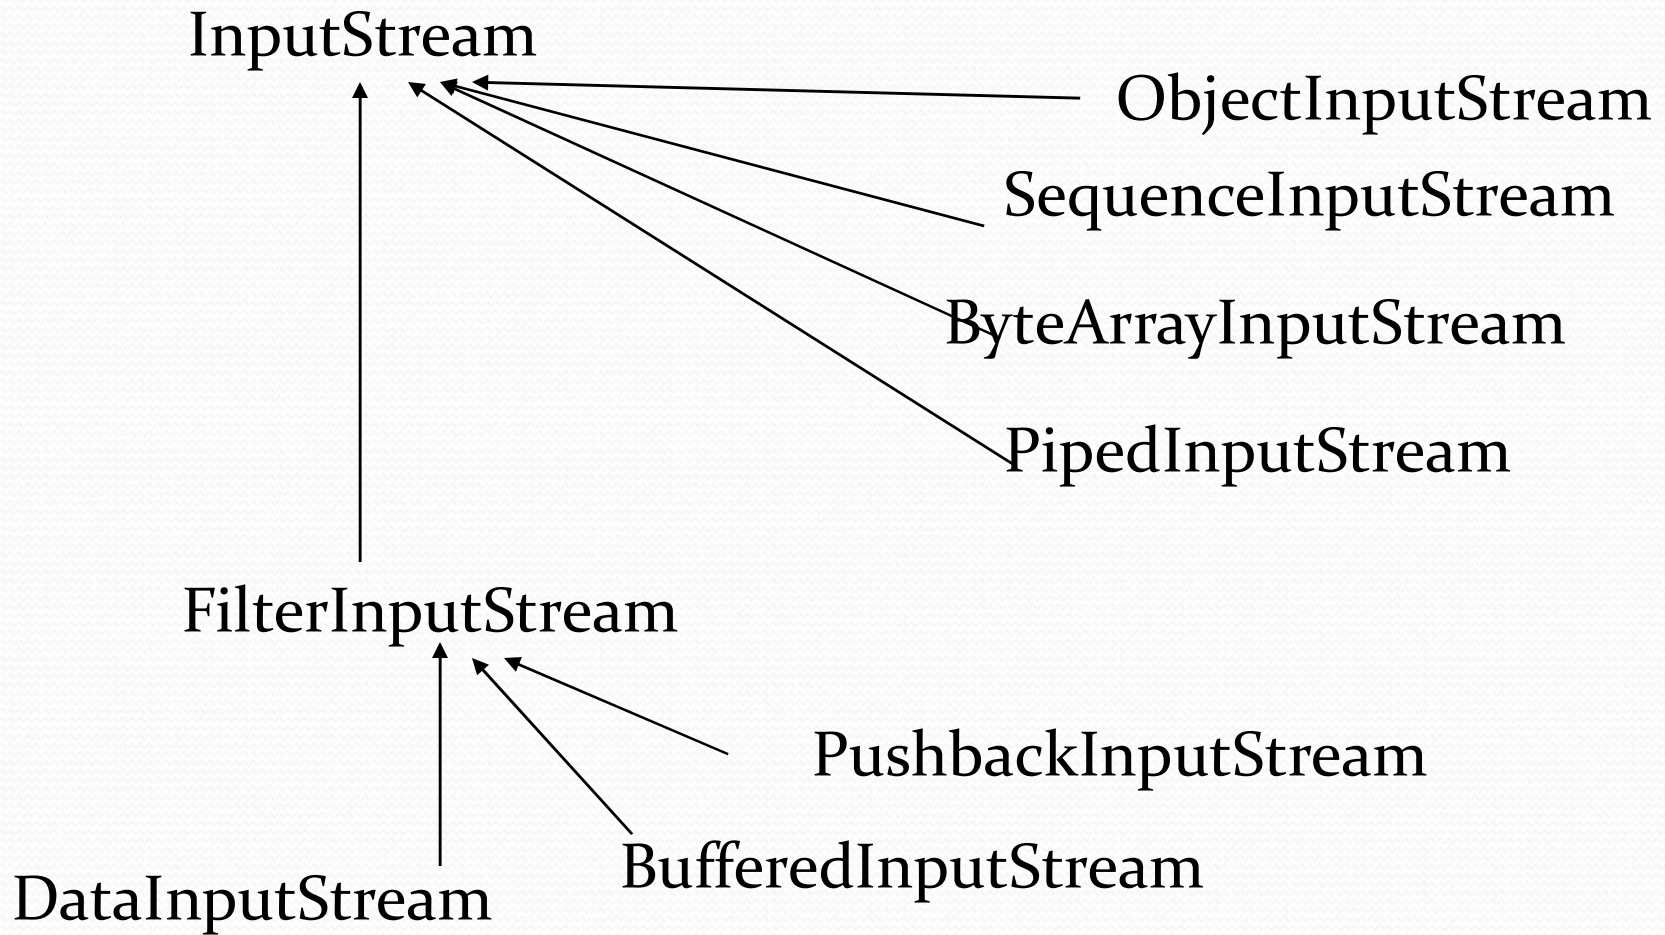 InputStream
ObjectInputStream
SequenceInputStream
ByteArrayInputStream
PipedInputStream
FilterInputStream
PushbackInputStream
BufferedInputStream
DataInputStream